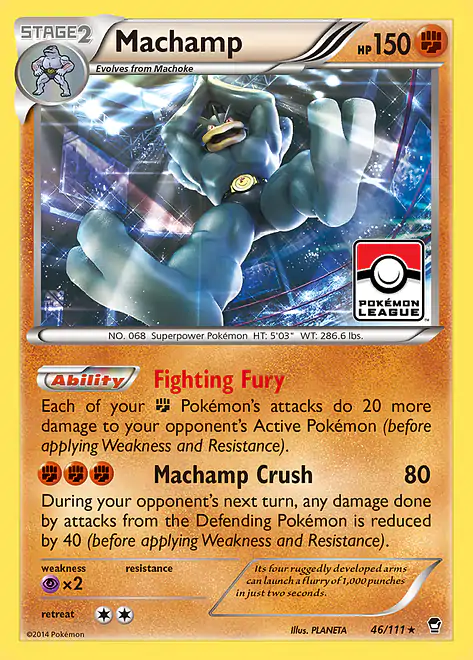 STAGE2
Machamp
HP 150
Evolves from Machoke
POKÉMON
LEAGUE™
NO. 068 Superpower Pokémon HT: 5'03" WT: 286.6 lbs.
Ability Fighting Fury
Each of your Pokémon's attacks do 20 more
damage to your opponent's Active Pokémon (before
applying Weakness and Resistance).
Machamp Crush 80
During your opponent's next turn, any damage done
by attacks from the Defending Pokémon is reduced
by 40 (before applying Weakness and Resistance).
weakness resistance
×2
Its four ruggedly developed arms
can launch a flurry of 1,000 punches
in just two seconds.
retreat
©2014 Pokémon
Illus. PLANETA
46/111 ★